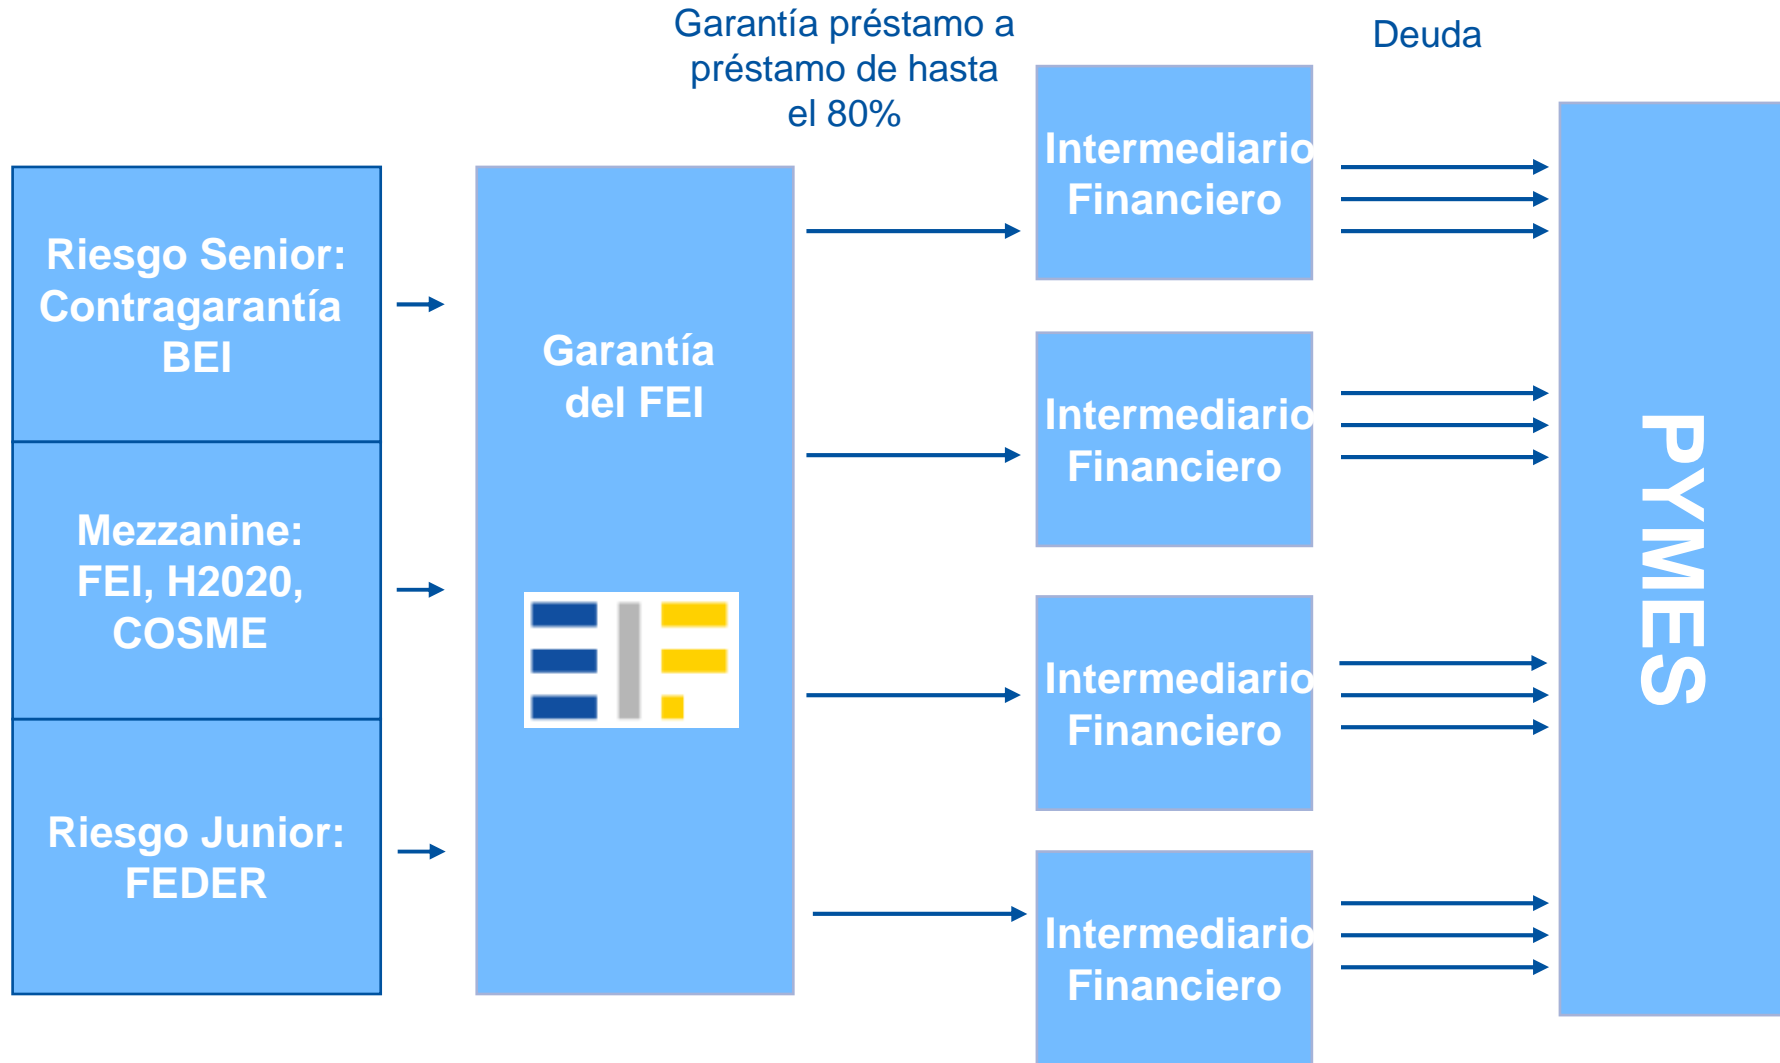 Garantía préstamo a
préstamo de hasta
el 80%
Deuda
Riesgo Senior:
Contragarantía
BEI
Mezzanine:
FEI, H2020,
COSME
Riesgo Junior:
FEDER
Garantía
del FEI
EIF
Intermediario
Financiero
Intermediario
Financiero
Intermediario
Financiero
Intermediario
Financiero
PYMES